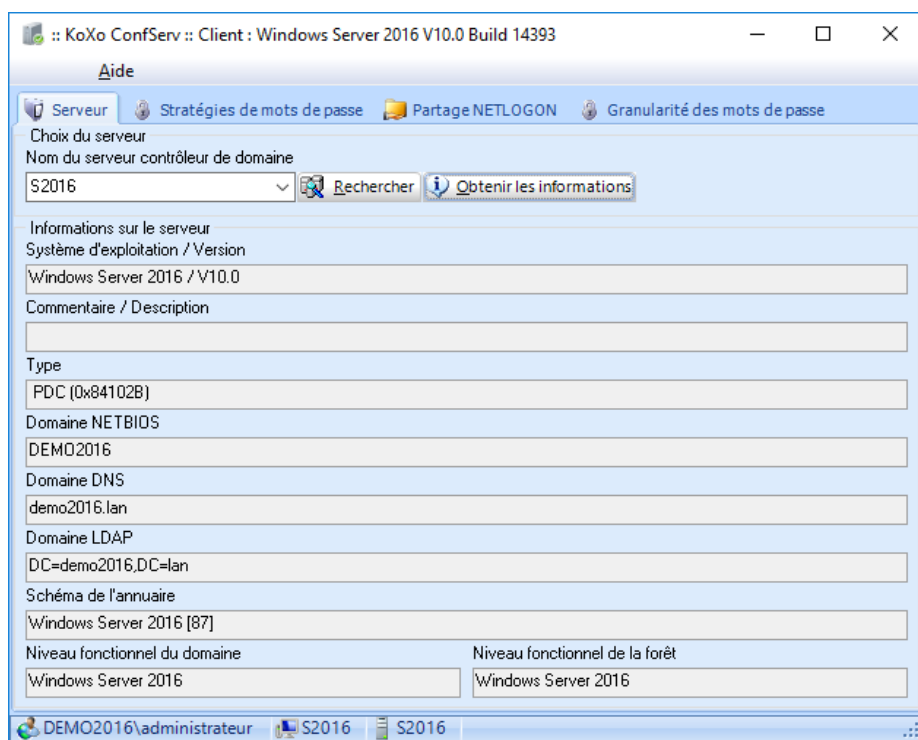 :: KoXo ConfServ :: Client : Windows Server 2016 V10.0 Build 14393
Aide
Serveur Stratégies de mots de passe Partage NETLOGON Granularité des mots de passe
Choix du serveur
Nom du serveur contrôleur de domaine
S2016 Rechercher Obtenir les informations
Informations sur le serveur
Système d'exploitation / Version
Windows Server 2016 / V10.0
Commentaire / Description
Type
PDC (0x84102B)
Domaine NETBIOS
DEMO2016
Domaine DNS
demo2016.lan
Domaine LDAP
DC=demo2016,DC=lan
Schéma de l'annuaire
Windows Server 2016 [87]
Niveau fonctionnel du domaine Niveau fonctionnel de la forêt
Windows Server 2016 Windows Server 2016
DEMO2016\administrateur S2016 S2016